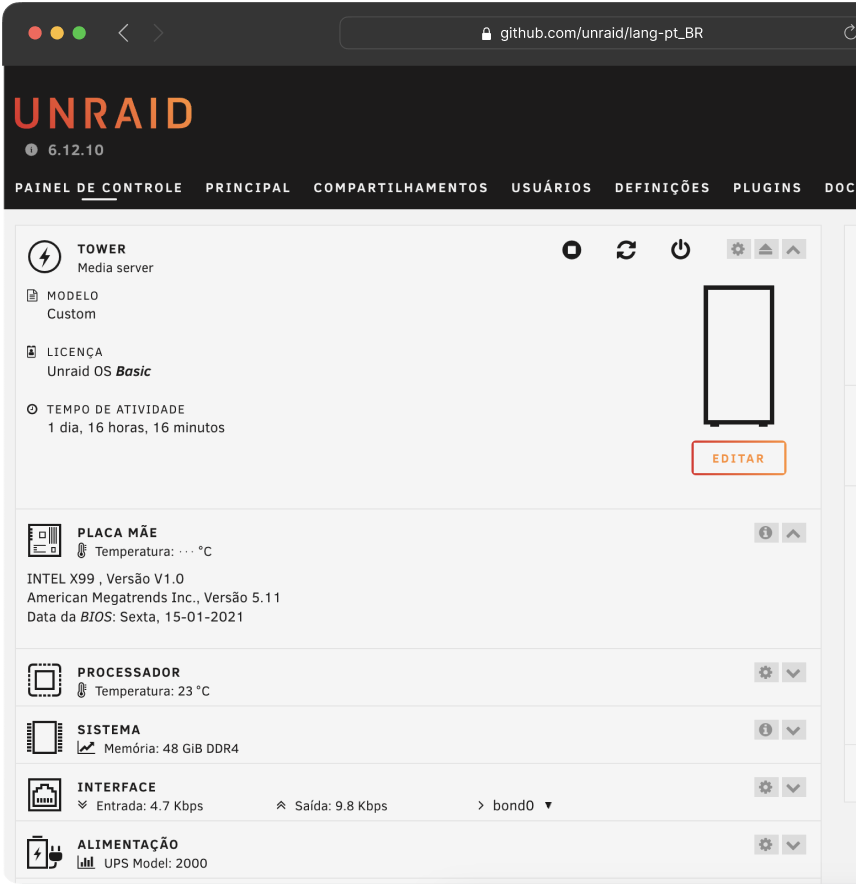 github.com/unraid/lang-pt_BR
UNRAID
6.12.10
PAINEL DE CONTROLE PRINCIPAL COMPARTILHAMENTOS USUÁRIOS DEFINIÇÕES PLUGINS DOC
TOWER
Media server
MODELO
Custom
LICENÇA
Unraid OS Basic
TEMPO DE ATIVIDADE
1 dia, 16 horas, 16 minutos
EDITAR
PLACA MÃE
Temperatura: ··· °C
INTEL X99 , Versão V1.0
American Megatrends Inc., Versão 5.11
Data da BIOS: Sexta, 15-01-2021
PROCESSADOR
Temperatura: 23 °C
SISTEMA
Memória: 48 GiB DDR4
INTERFACE
Entrada: 4.7 Kbps Saída: 9.8 Kbps > bond0 ▼
ALIMENTAÇÃO
UPS Model: 2000